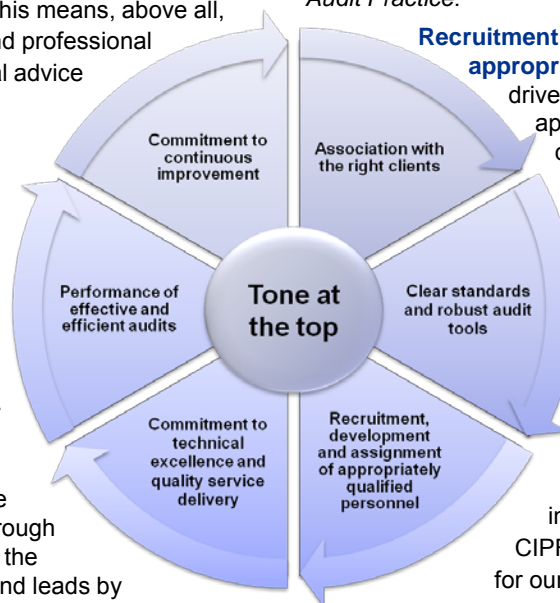 his means, above all,
nd professional
l advice
Audit Practice.
Recruitment
appropri
drive
ap
Commitment to
continuous
improvement
Association with
the right clients
Performance of
effective and
efficient audits
Tone at
the top
Clear standards
and robust audit
tools
Commitment to
technical
excellence and
quality service
delivery
Recruitment,
development
and assignment
of appropriately
qualified
personnel
e
rough
the
nd leads by
in
CIPF
for our